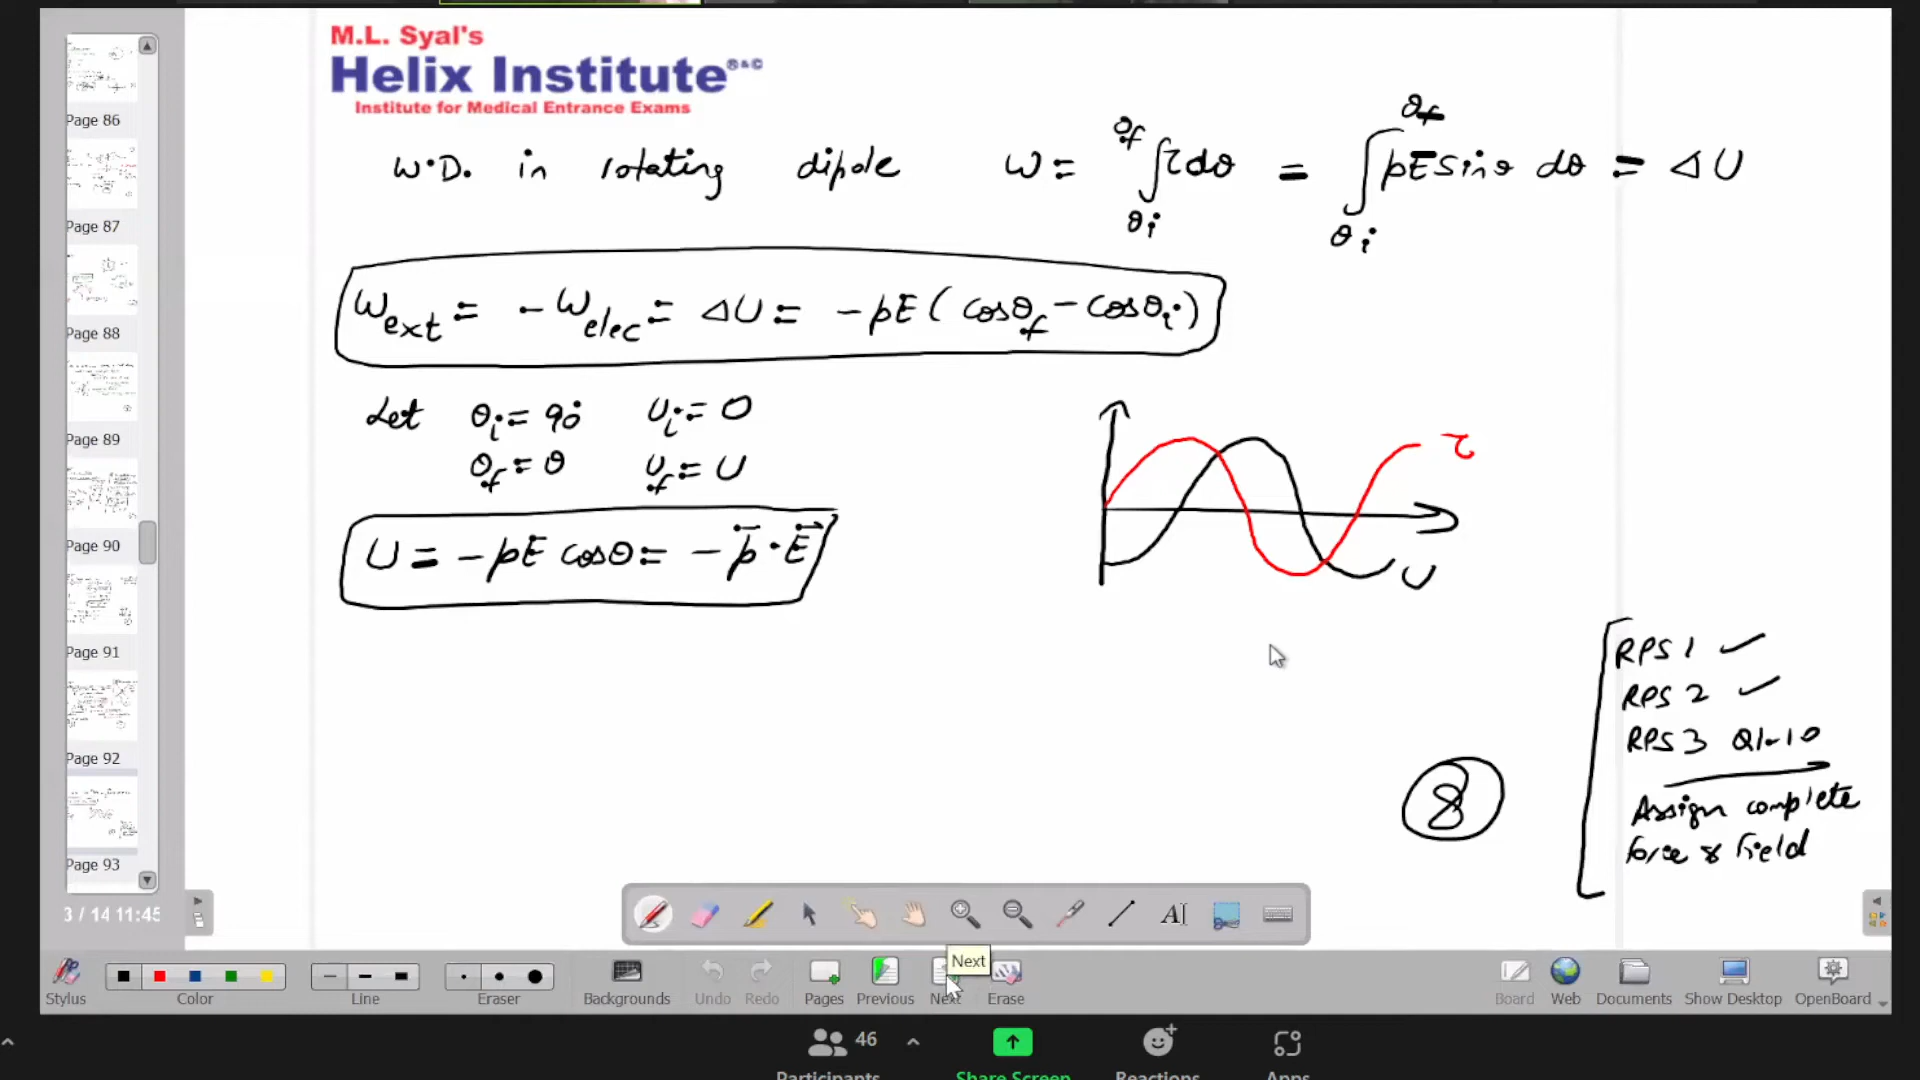 M.L. Syal's
Helix Institute®&©
Institute for Medical Entrance Exams
W.D. in rotating dipole W = ∫θi^θf τdθ = ∫θi^θf pE sinθ dθ = ΔU
Wext = -Welec = ΔU = -pE (cosθf - cosθi)
Let θi = 90° Ui = 0
θf = θ Uf = U
U = -pE cosθ = -p⃗·E⃗
τ
U
RPS 1 ✓
RPS 2 ✓
RPS 3 Q1-10
Assign complete
Force & Field
8
Page 86
Page 87
Page 88
Page 89
Page 90
Page 91
Page 92
Page 93
3 / 14 11:45
Next
Stylus Color Line Eraser Backgrounds Undo Redo Pages Previous Next Erase Board Web Documents Show Desktop OpenBoard
46
Participants Share Screen Reactions Apps